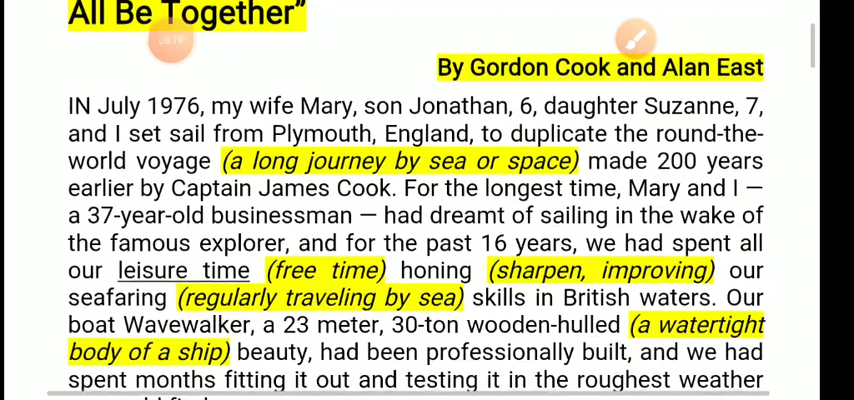 All Be Together”
06:19
By Gordon Cook and Alan East
IN July 1976, my wife Mary, son Jonathan, 6, daughter Suzanne, 7,
and I set sail from Plymouth, England, to duplicate the round-the-
world voyage (a long journey by sea or space) made 200 years
earlier by Captain James Cook. For the longest time, Mary and I —
a 37-year-old businessman — had dreamt of sailing in the wake of
the famous explorer, and for the past 16 years, we had spent all
our leisure time (free time) honing (sharpen, improving) our
seafaring (regularly traveling by sea) skills in British waters. Our
boat Wavewalker, a 23 meter, 30-ton wooden-hulled (a watertight
body of a ship) beauty, had been professionally built, and we had
spent months fitting it out and testing it in the roughest weather